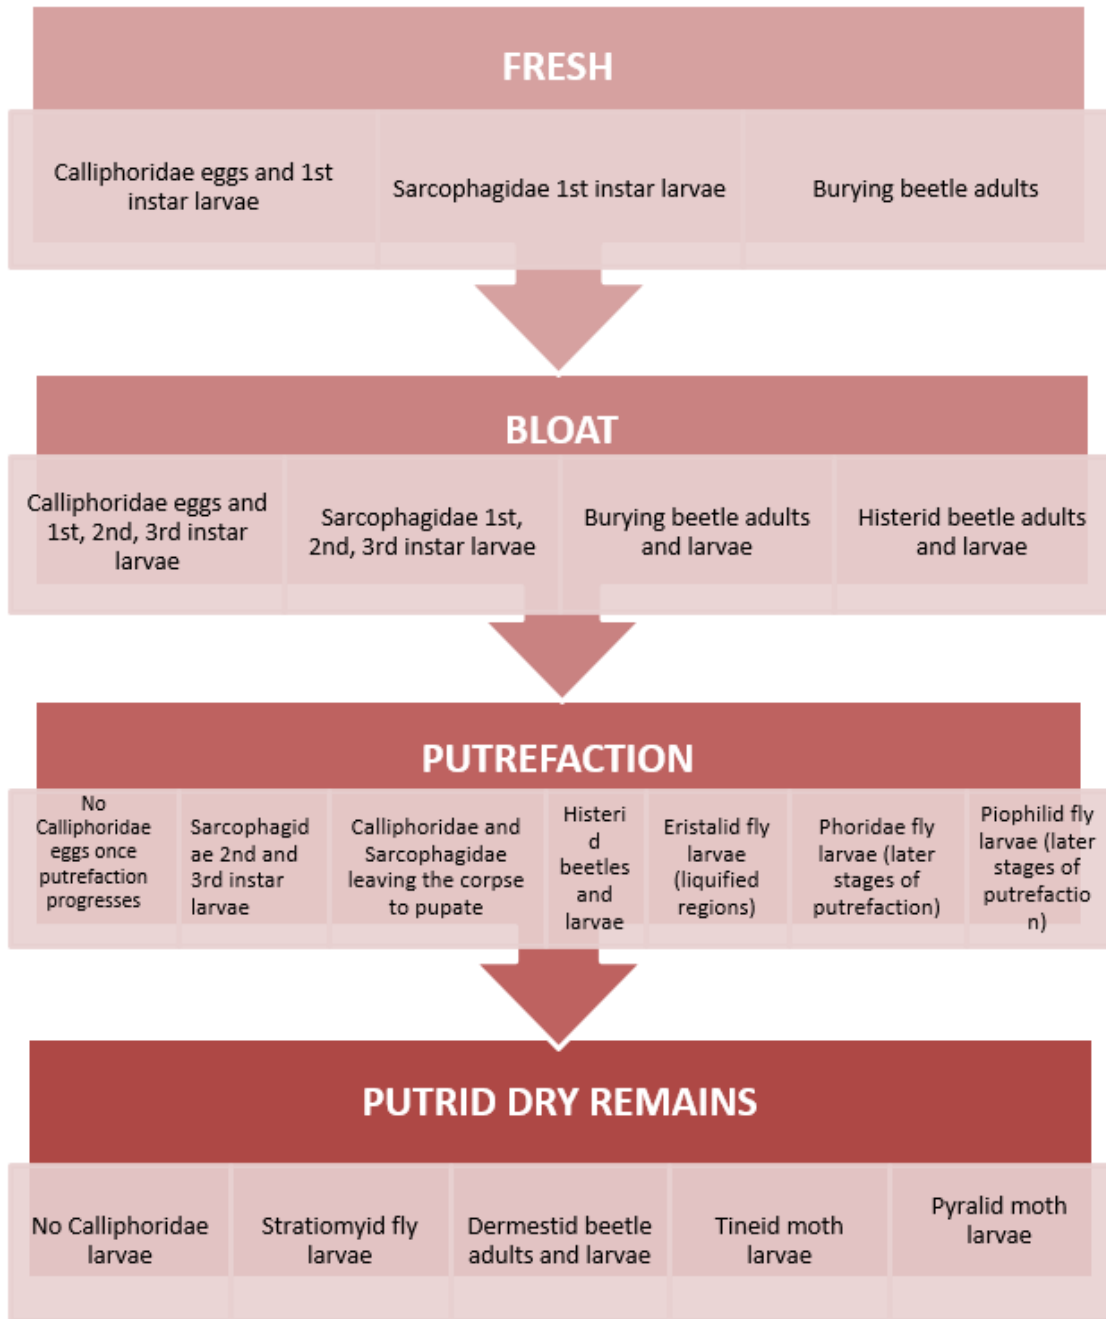 FRESH
Calliphoridae eggs and 1st
instar larvae
Sarcophagidae 1st instar larvae
Burying beetle adults
BLOAT
Calliphoridae eggs and
1st, 2nd, 3rd instar
larvae
Sarcophagidae 1st,
2nd, 3rd instar larvae
Burying beetle adults
and larvae
Histerid beetle adults
and larvae
PUTREFACTION
No
Calliphoridae
eggs once
putrefaction
progresses
Sarcophagid
ae 2nd and
3rd instar
larvae
Calliphoridae and
Sarcophagidae
leaving the corpse
to pupate
Histeri
d
beetles
and
larvae
Eristalid fly
larvae
(liquified
regions)
Phoridae fly
larvae (later
stages of
putrefaction)
Piophilid fly
larvae (later
stages of
putrefactio
n)
PUTRID DRY REMAINS
No Calliphoridae
larvae
Stratiomyid fly
larvae
Dermestid beetle
adults and larvae
Tineid moth
larvae
Pyralid moth
larvae